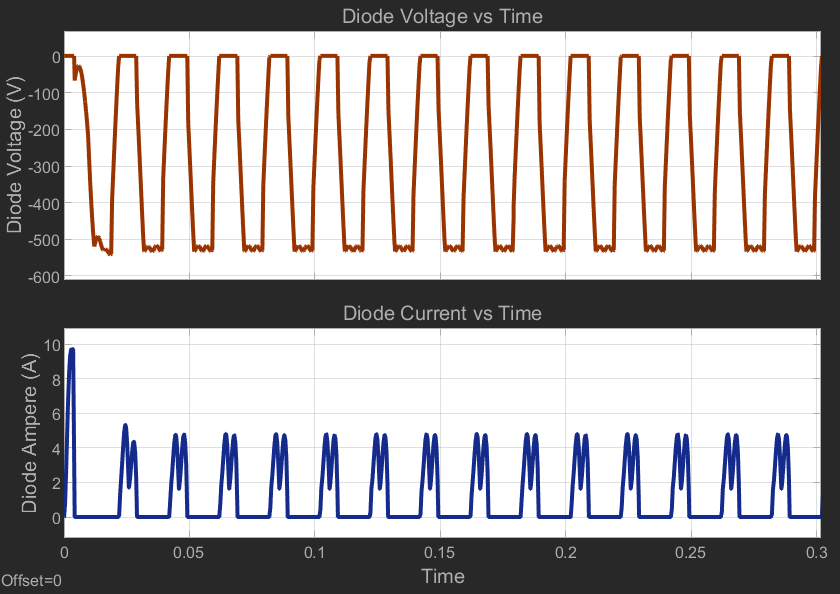 Diode Voltage vs Time
Diode Voltage (V)
0
-100
-200
-300
-400
-500
-600
Diode Current vs Time
Diode Ampere (A)
10
8
6
4
2
0
0 0.05 0.1 0.15 0.2 0.25 0.3
Time
Offset=0